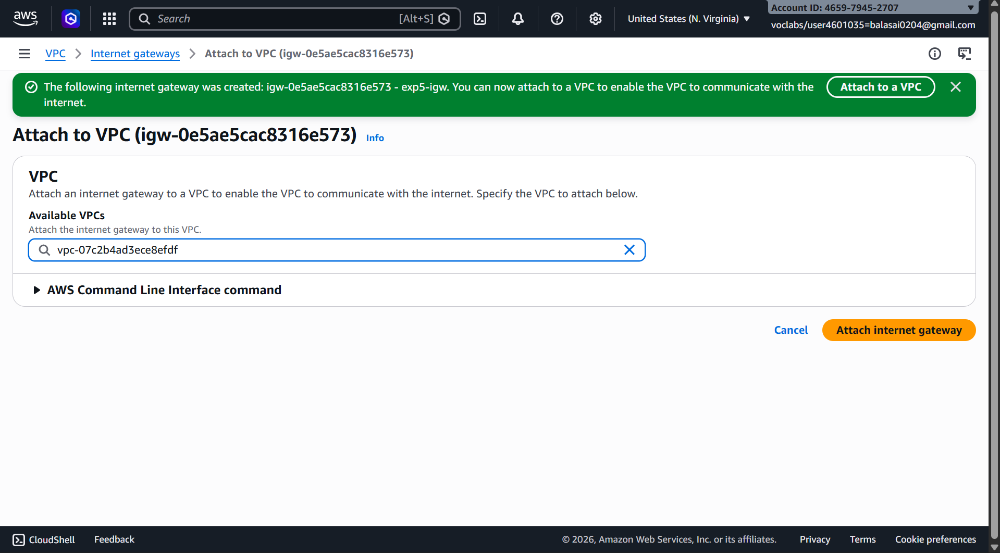 aws
Search [Alt+S]
United States (N. Virginia)
Account ID: 4659-7945-2707
voclabs/user4601035=balasai0204@gmail.com
VPC > Internet gateways > Attach to VPC (igw-0e5ae5cac8316e573)
The following internet gateway was created: igw-0e5ae5cac8316e573 - exp5-igw. You can now attach to a VPC to enable the VPC to communicate with the
internet.
Attach to a VPC
Attach to VPC (igw-0e5ae5cac8316e573) Info
VPC
Attach an internet gateway to a VPC to enable the VPC to communicate with the internet. Specify the VPC to attach below.
Available VPCs
Attach the internet gateway to this VPC.
vpc-07c2b4ad3ece8efdf
AWS Command Line Interface command
Cancel Attach internet gateway
CloudShell Feedback © 2026, Amazon Web Services, Inc. or its affiliates. Privacy Terms Cookie preferences